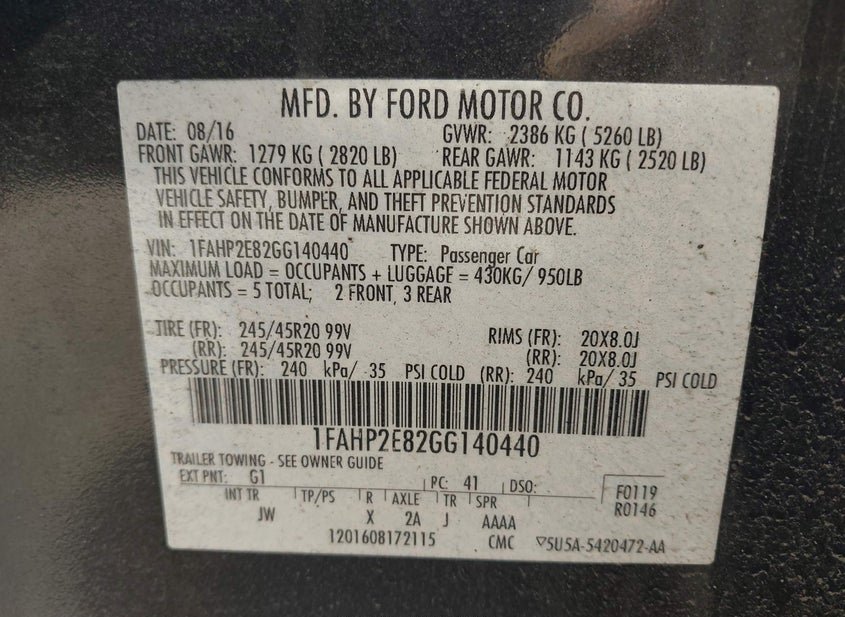 MFD. BY FORD MOTOR CO.
DATE: 08/16 GVWR: 2386 KG ( 5260 LB)
FRONT GAWR: 1279 KG ( 2820 LB) REAR GAWR: 1143 KG ( 2520 LB)
THIS VEHICLE CONFORMS TO ALL APPLICABLE FEDERAL MOTOR
VEHICLE SAFETY, BUMPER, AND THEFT PREVENTION STANDARDS
IN EFFECT ON THE DATE OF MANUFACTURE SHOWN ABOVE.
VIN: 1FAHP2E82GG140440 TYPE: Passenger Car
MAXIMUM LOAD = OCCUPANTS + LUGGAGE = 430KG/ 950LB
OCCUPANTS = 5 TOTAL; 2 FRONT, 3 REAR
TIRE (FR): 245/45R20 99V RIMS (FR): 20X8.0J
(RR): 245/45R20 99V (RR): 20X8.0J
PRESSURE (FR): 240 kPa/ 35 PSI COLD (RR): 240 kPa/ 35 PSI COLD
1FAHP2E82GG140440
TRAILER TOWING - SEE OWNER GUIDE
EXT PNT: G1 PC: 41 DSO: F0119
INT TR TP/PS R AXLE TR SPR R0146
JW X 2A J AAAA
1201608172115 CMC ▽5U5A-5420472-AA